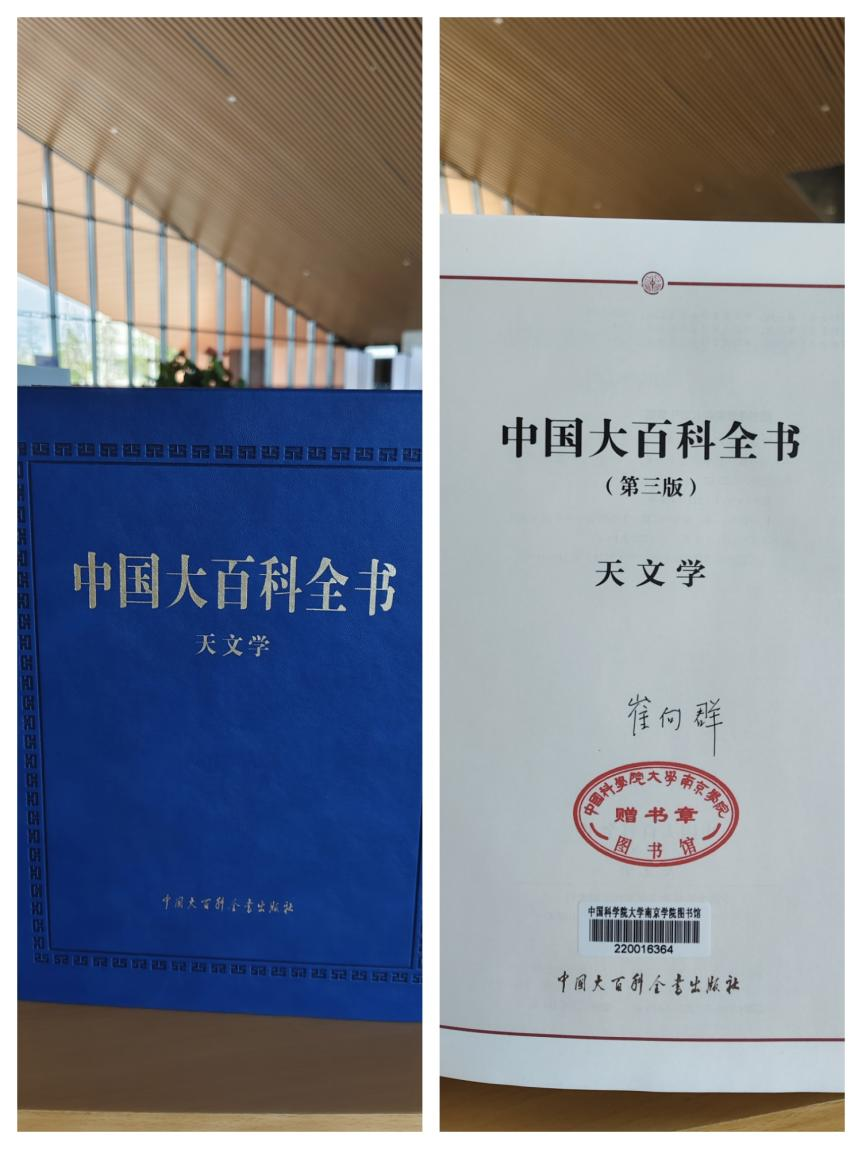 中国大百科全书
天文学
中国大百科全书出版社
中国大百科全书
（第三版）
天文学
崔向群
中国科学院大学南京学院
赠书章
图书馆
中国科学院大学南京学院图书馆
220016364
中国大百科全书出版社